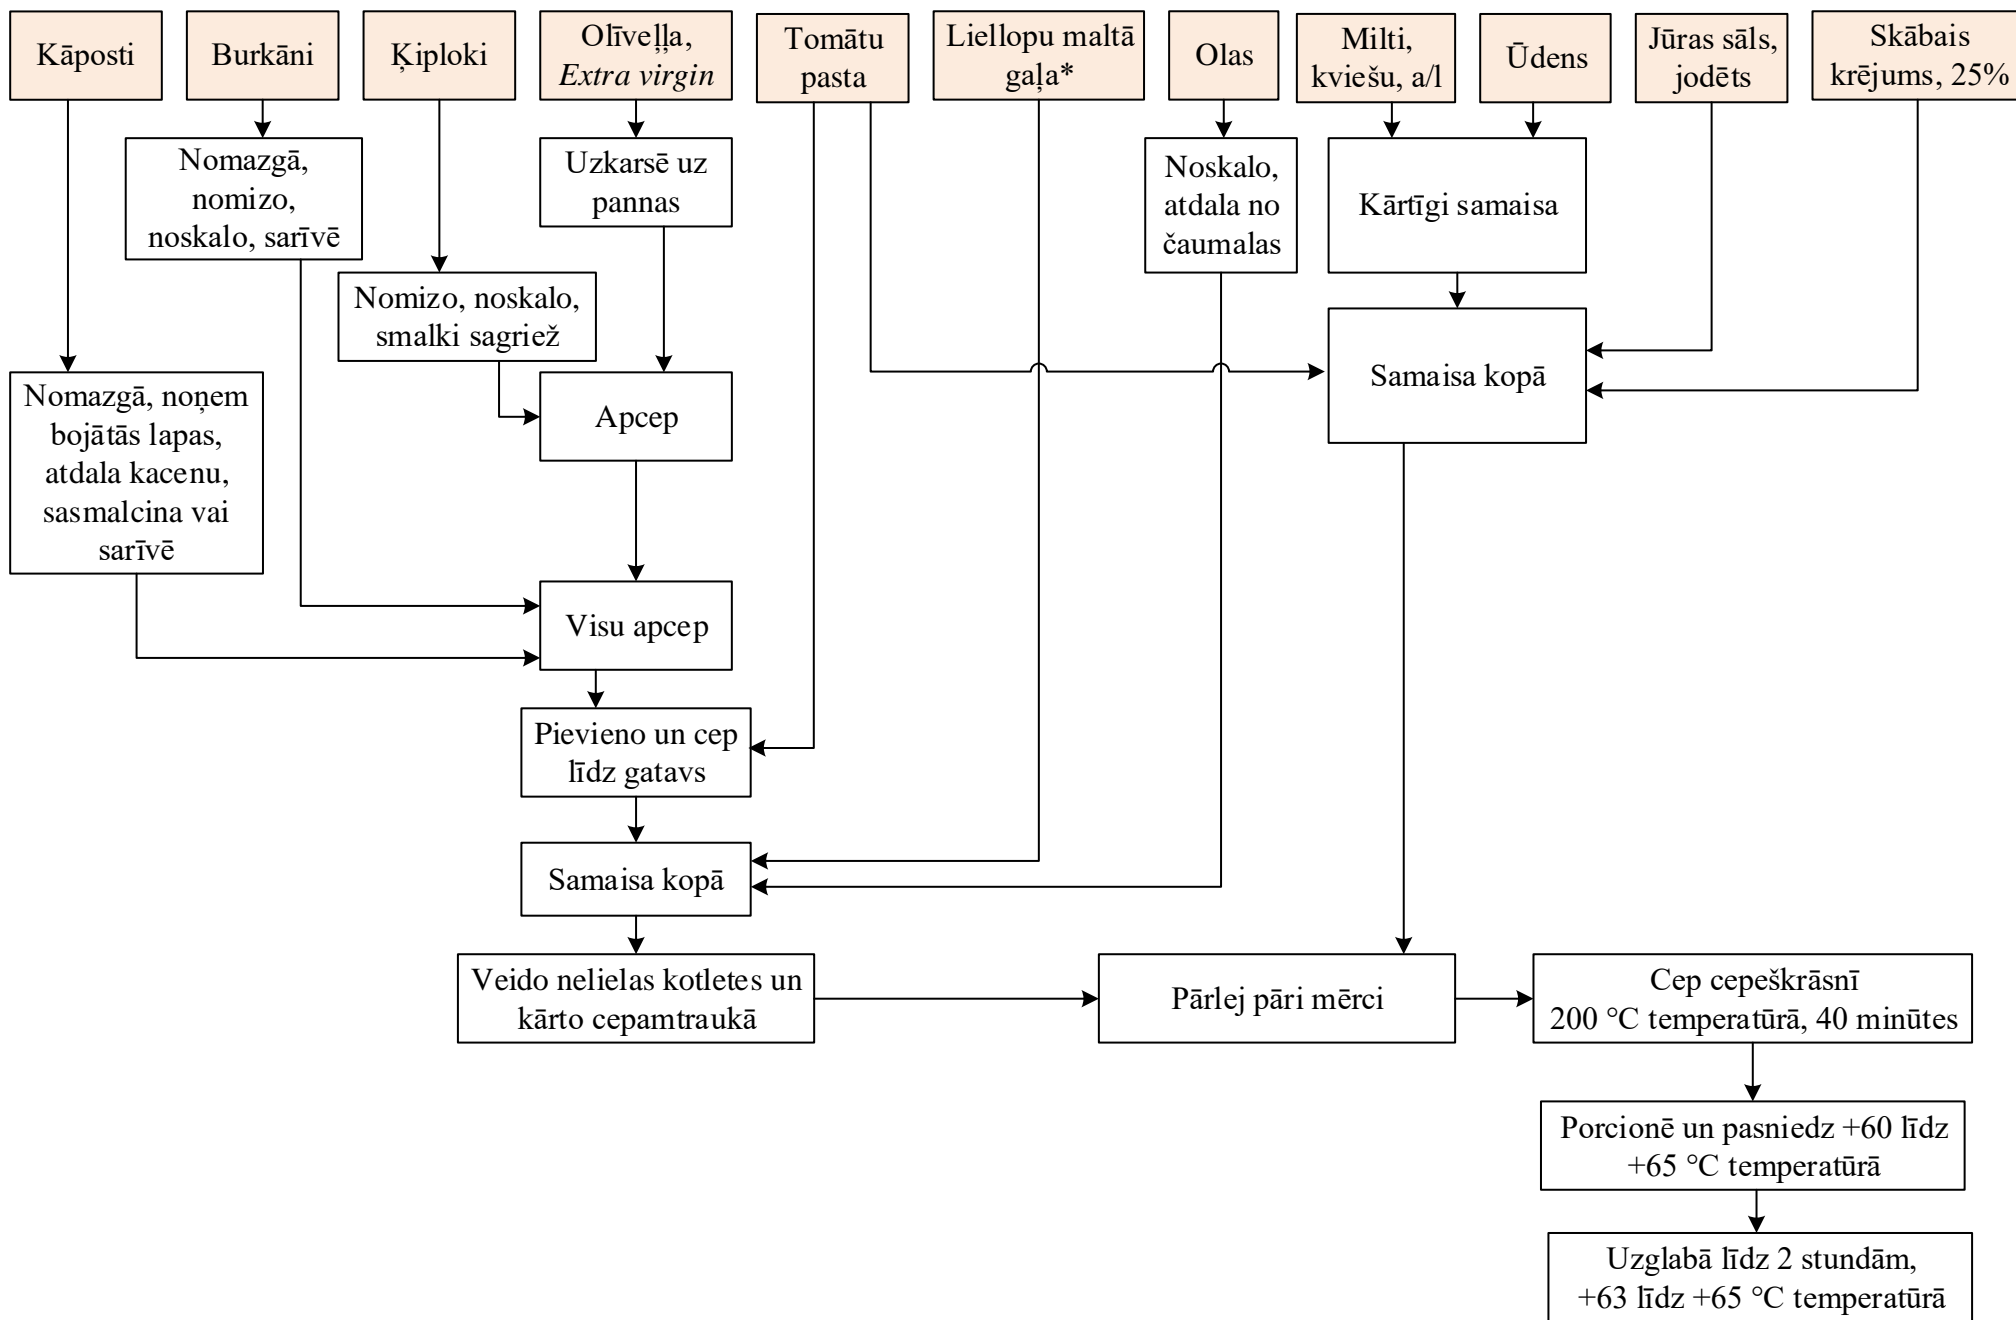 Kāposti
Burkāni
Ķiploki
Olīveļļa,
Extra virgin
Tomātu
pasta
Liellopu maltā
gaļa*
Olas
Milti,
kviešu, a/l
Ūdens
Jūras sāls,
jodēts
Skābais
krējums, 25%
Nomazgā,
nomizo,
noskalo, sarīvē
Uzkarsē uz
pannas
Noskalo,
atdala no
čaumalas
Kārtīgi samaisa
Nomizo, noskalo,
smalki sagriež
Nomazgā, noņem
bojātās lapas,
atdala kacenu,
sasmalcina vai
sarīvē
Apcep
Samaisa kopā
Visu apcep
Pievieno un cep
līdz gatavs
Samaisa kopā
Veido nelielas kotletes un
kārto cepamtraukā
Pārlej pāri mērci
Cep cepeškrāsnī
200 °C temperatūrā, 40 minūtes
Porcionē un pasniedz +60 līdz
+65 °C temperatūrā
Uzglabā līdz 2 stundām,
+63 līdz +65 °C temperatūrā